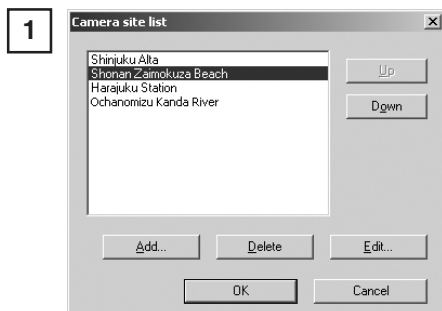 1
Camera site list
Shinjuku Alta
Shonan Zaimokuza Beach
Harajuku Station
Ochanomizu Kanda River
Up
Down
Add... Delete Edit...
OK Cancel